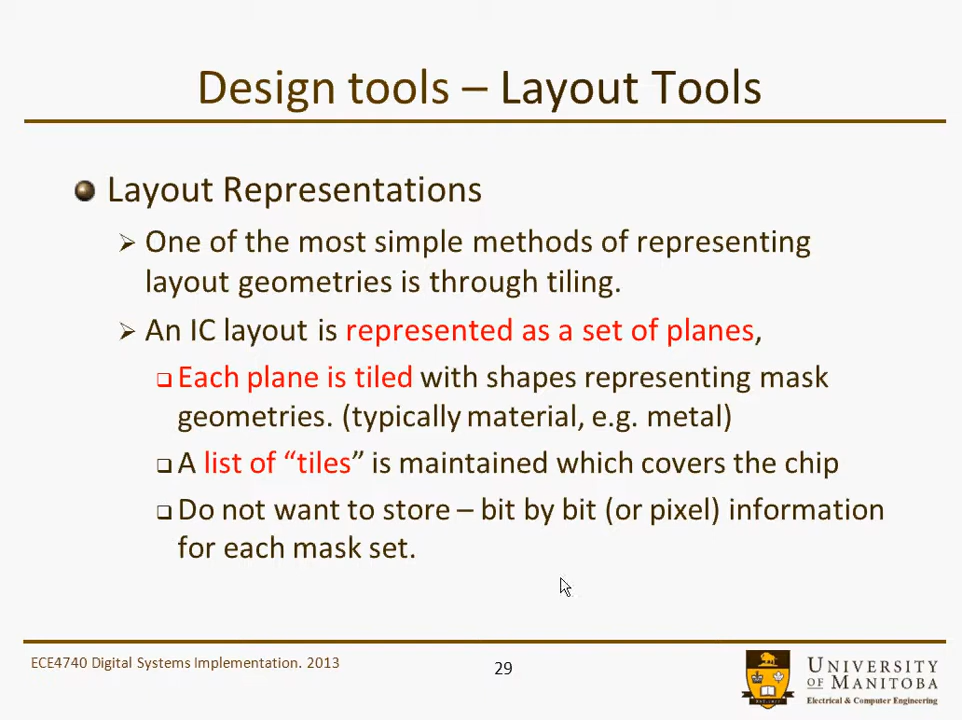 Design tools – Layout Tools
Layout Representations
One of the most simple methods of representing
layout geometries is through tiling.
An IC layout is represented as a set of planes,
Each plane is tiled with shapes representing mask
geometries. (typically material, e.g. metal)
A list of “tiles” is maintained which covers the chip
Do not want to store – bit by bit (or pixel) information
for each mask set.
ECE4740 Digital Systems Implementation. 2013
29
UNIVERSITY
OF MANITOBA
Electrical & Computer Engineering